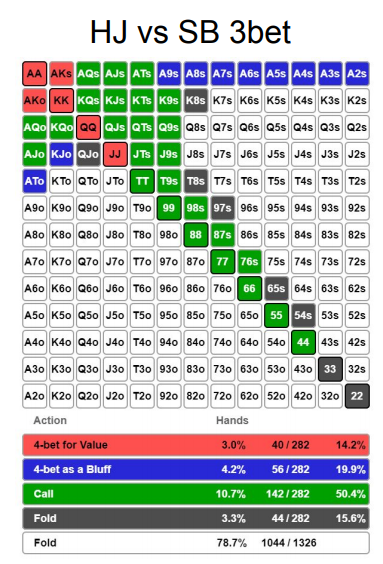 HJ vs SB 3bet
AA AKs AQs AJs ATs A9s A8s A7s A6s A5s A4s A3s A2s
AKo KK KQs KJs KTs K9s K8s K7s K6s K5s K4s K3s K2s
AQo KQo QQ QJs QTs Q9s Q8s Q7s Q6s Q5s Q4s Q3s Q2s
AJo KJo QJo JJ JTs J9s J8s J7s J6s J5s J4s J3s J2s
ATo KTo QTo JTo TT T9s T8s T7s T6s T5s T4s T3s T2s
A9o K9o Q9o J9o T9o 99 98s 97s 96s 95s 94s 93s 92s
A8o K8o Q8o J8o T8o 98o 88 87s 86s 85s 84s 83s 82s
A7o K7o Q7o J7o T7o 97o 87o 77 76s 75s 74s 73s 72s
A6o K6o Q6o J6o T6o 96o 86o 76o 66 65s 64s 63s 62s
A5o K5o Q5o J5o T5o 95o 85o 75o 65o 55 54s 53s 52s
A4o K4o Q4o J4o T4o 94o 84o 74o 64o 54o 44 43s 42s
A3o K3o Q3o J3o T3o 93o 83o 73o 63o 53o 43o 33 32s
A2o K2o Q2o J2o T2o 92o 82o 72o 62o 52o 42o 32o 22
Action Hands
4-bet for Value 3.0% 40 / 282 14.2%
4-bet as a Bluff 4.2% 56 / 282 19.9%
Call 10.7% 142 / 282 50.4%
Fold 3.3% 44 / 282 15.6%
Fold 78.7% 1044 / 1326